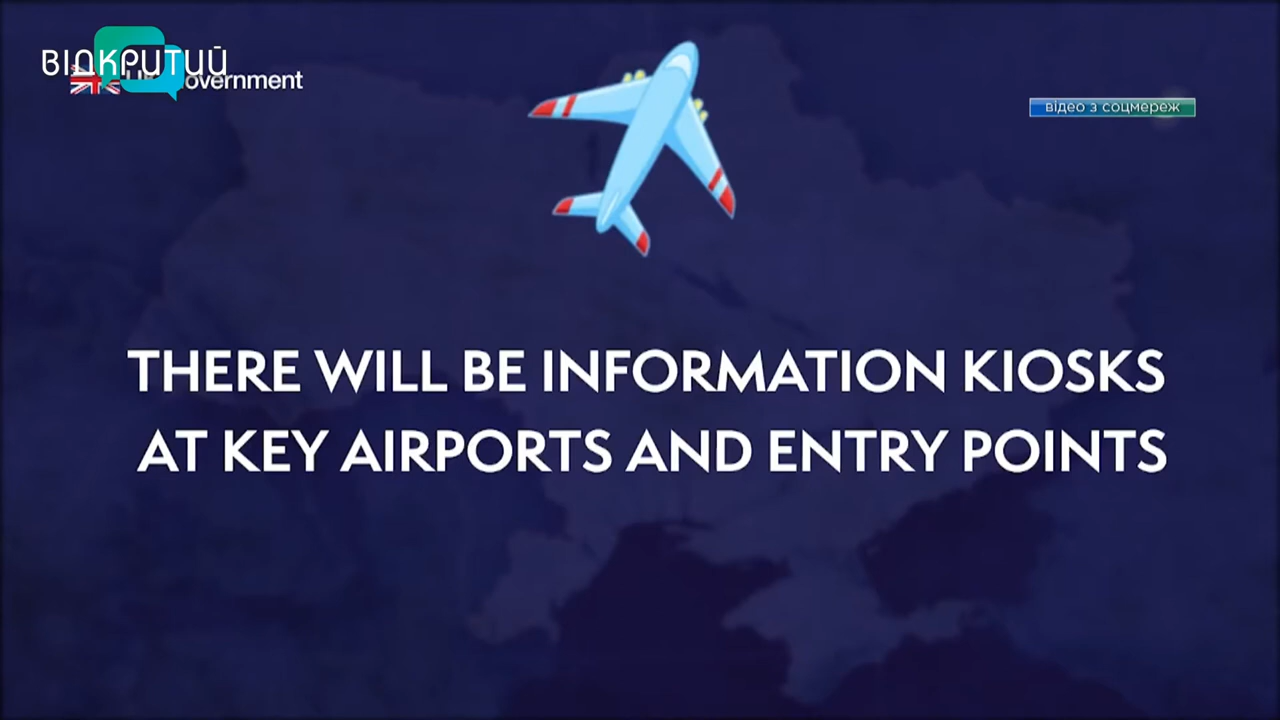 ВІДКРИТИЙ
overnment
відео з соцмереж
THERE WILL BE INFORMATION KIOSKS
AT KEY AIRPORTS AND ENTRY POINTS